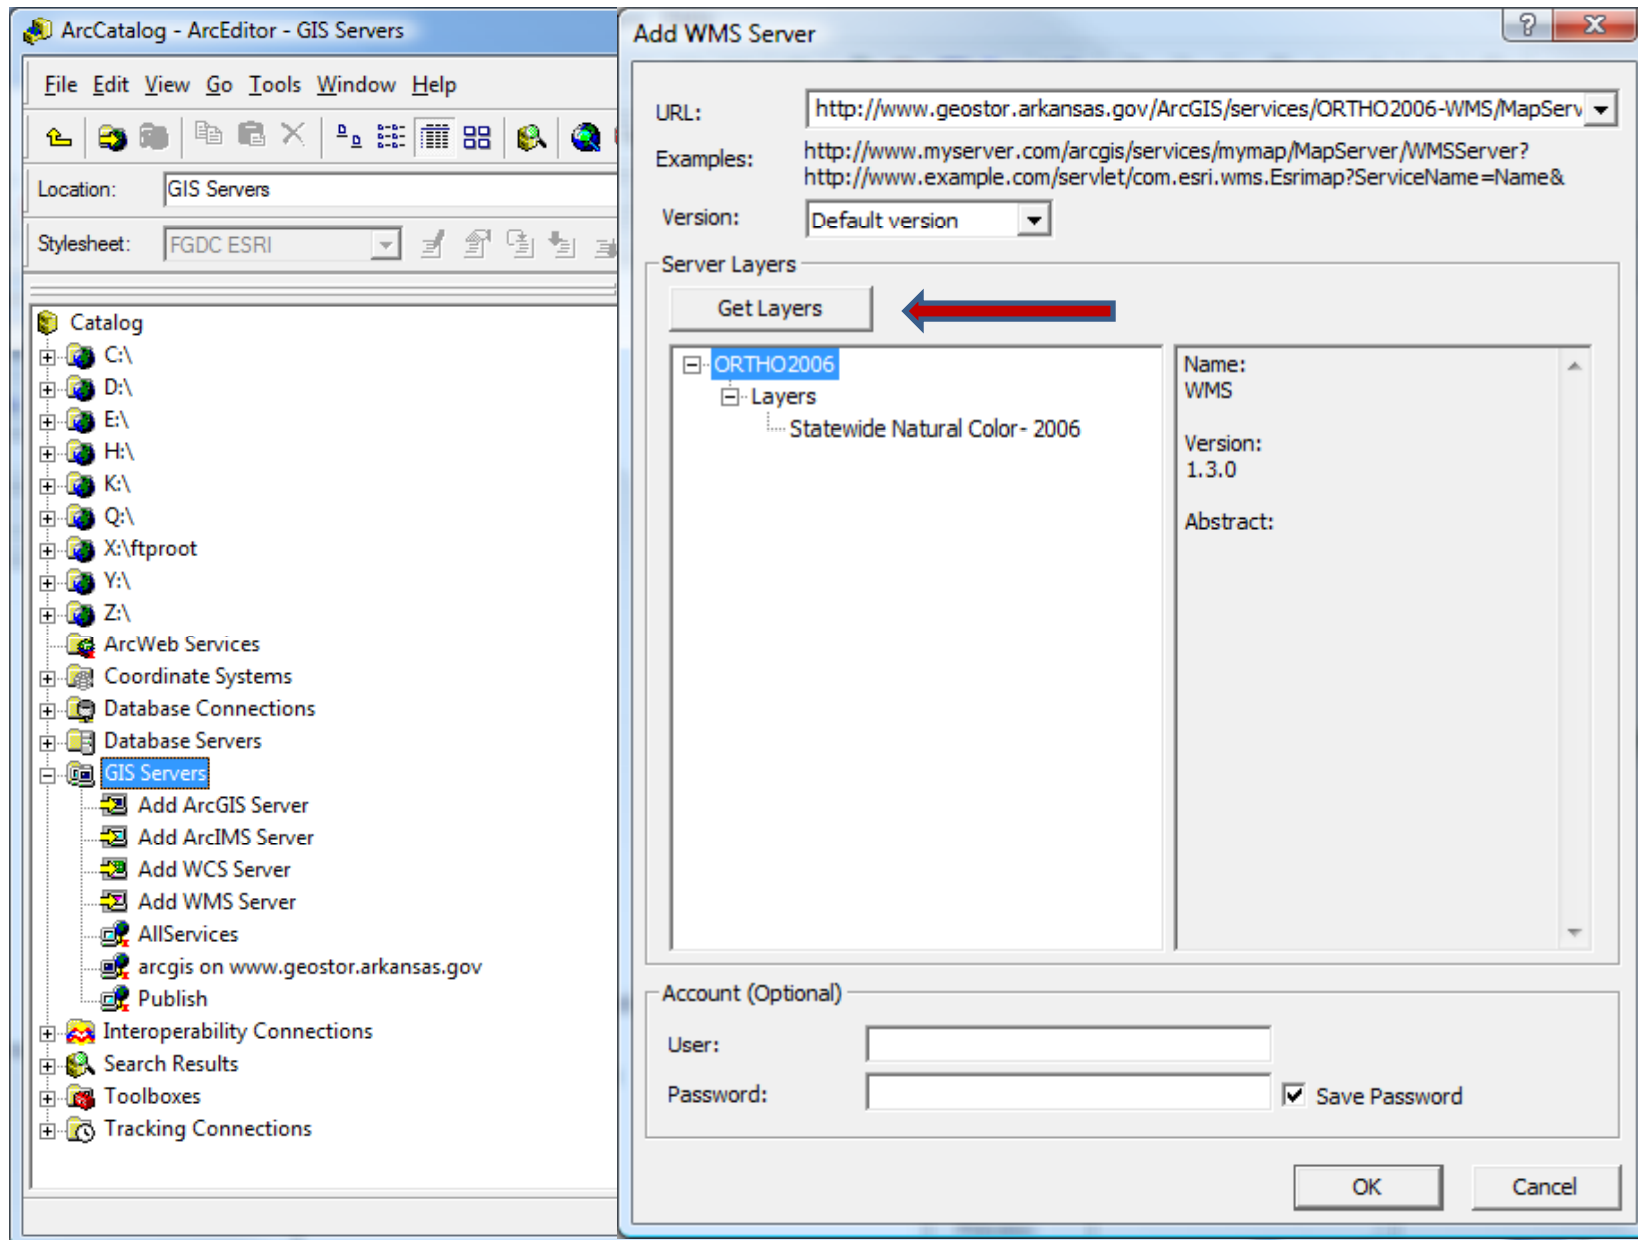 ArcCatalog - ArcEditor - GIS Servers
File Edit View Go Tools Window Help
Location: GIS Servers
Stylesheet: FGDC ESRI
Catalog
C:\
D:\
E:\
H:\
K:\
Q:\
X:\ftproot
Y:\
Z:\
ArcWeb Services
Coordinate Systems
Database Connections
Database Servers
GIS Servers
Add ArcGIS Server
Add ArcIMS Server
Add WCS Server
Add WMS Server
AllServices
arcgis on www.geostor.arkansas.gov
Publish
Interoperability Connections
Search Results
Toolboxes
Tracking Connections
Add WMS Server
URL: http://www.geostor.arkansas.gov/ArcGIS/services/ORTHO2006-WMS/MapServ
Examples: http://www.myserver.com/arcgis/services/mymap/MapServer/WMSServer?
http://www.example.com/servlet/com.esri.wms.Esrimap?ServiceName=Name&
Version: Default version
Server Layers
Get Layers
ORTHO2006
Layers
Statewide Natural Color- 2006
Name:
WMS
Version:
1.3.0
Abstract:
Account (Optional)
User:
Password:
Save Password
OK Cancel